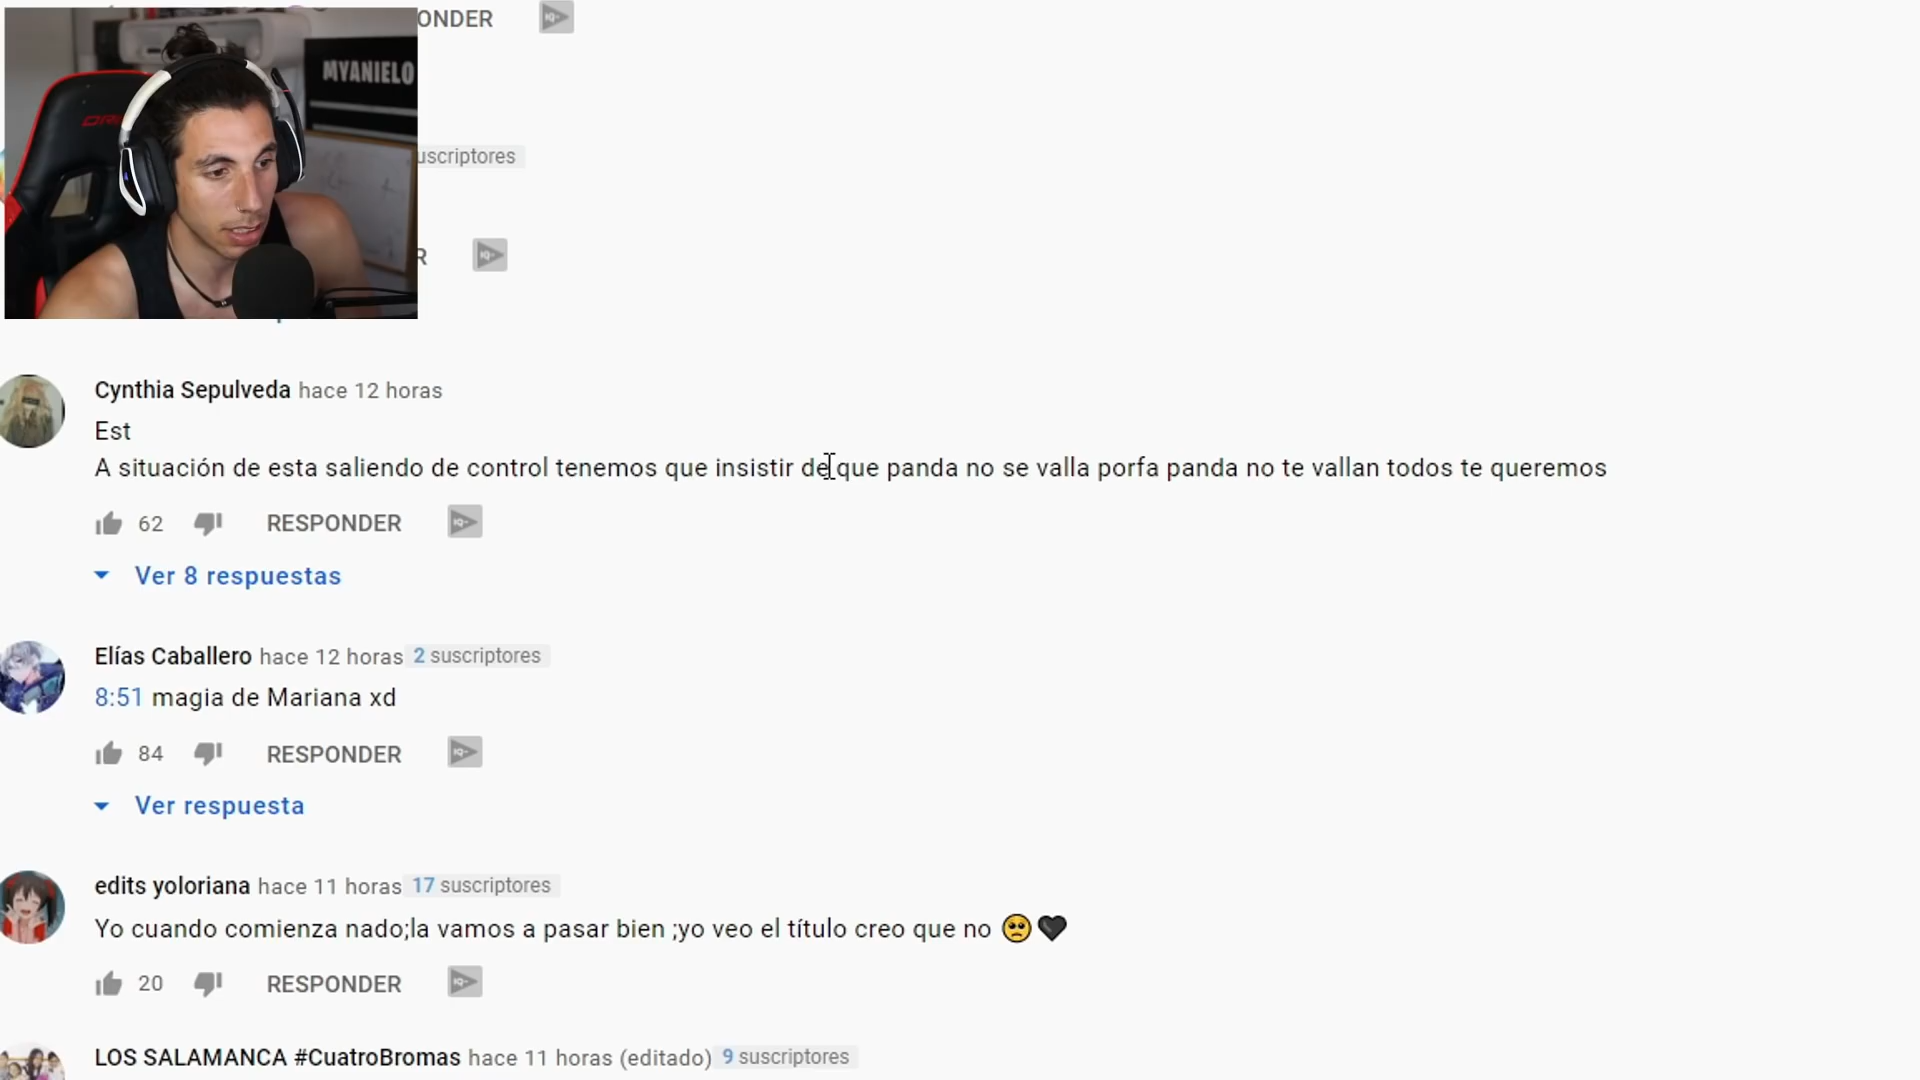 ONDER
MYANIELO
uscriptores
R
Cynthia Sepulveda hace 12 horas
Est
A situación de esta saliendo de control tenemos que insistir de que panda no se valla porfa panda no te vallan todos te queremos
62 RESPONDER
Ver 8 respuestas
Elías Caballero hace 12 horas 2 suscriptores
8:51 magia de Mariana xd
84 RESPONDER
Ver respuesta
edits yoloriana hace 11 horas 17 suscriptores
Yo cuando comienza nado;la vamos a pasar bien ;yo veo el título creo que no 🥺🖤
20 RESPONDER
LOS SALAMANCA #CuatroBromas hace 11 horas (editado) 9 suscriptores